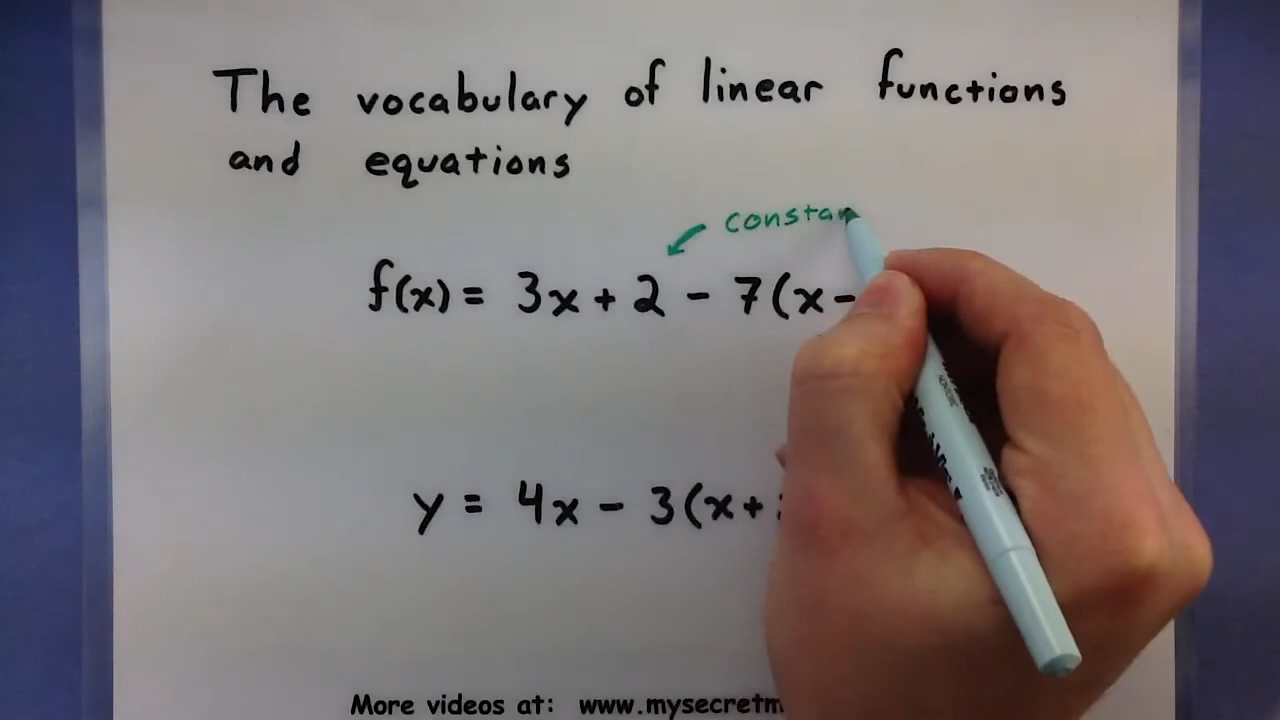 The vocabulary of linear functions
and equations
constan
f(x) = 3x + 2 - 7(x-
y = 4x - 3(x+
More videos at: www.mysecretm